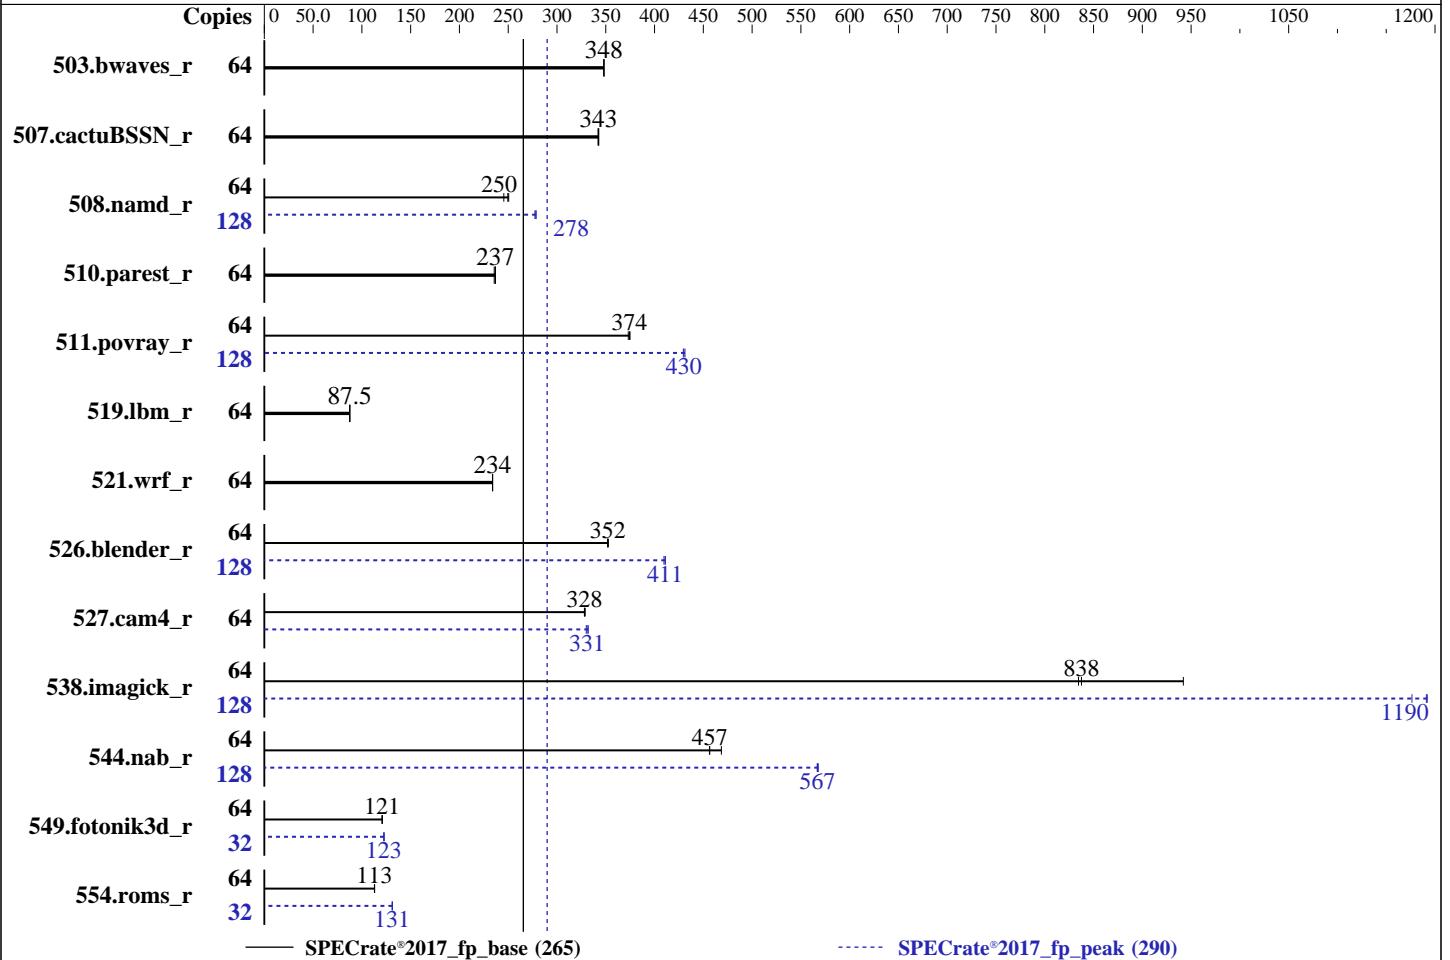 Copies 0 50.0 100 150 200 250 300 350 400 450 500 550 600 650 700 750 800 850 900 950 1050 1200
503.bwaves_r 64 348
507.cactuBSSN_r 64 343
64 250
508.namd_r
128 278
510.parest_r 64 237
64 374
511.povray_r
128 430
519.lbm_r 64 87.5
521.wrf_r 64 234
64 352
526.blender_r
128 411
527.cam4_r 64 328
331
64 838
538.imagick_r
128 1190
64 457
544.nab_r
128 567
64 121
549.fotonik3d_r
32 123
64 113
554.roms_r
32 131
SPECrate®2017_fp_base (265) SPECrate®2017_fp_peak (290)